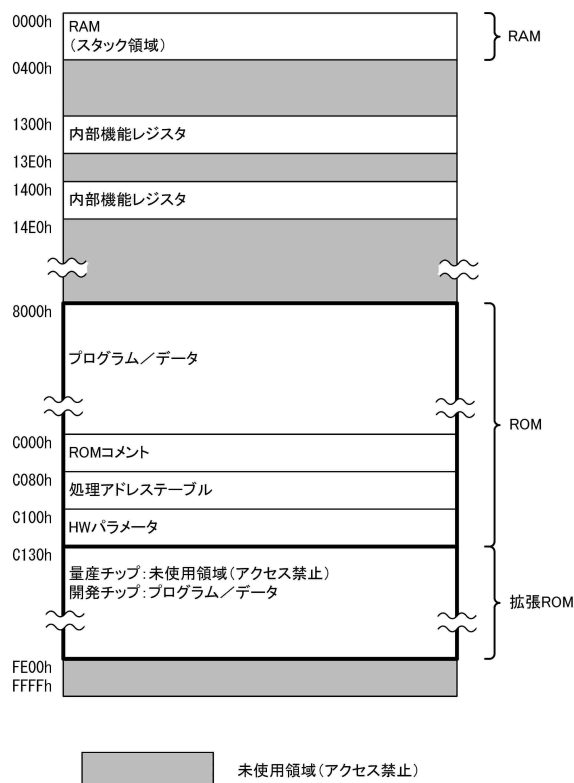 0000h
RAM
(スタック領域)
RAM
0400h
1300h
内部機能レジスタ
13E0h
1400h
内部機能レジスタ
14E0h
8000h
プログラム/データ
ROM
C000h
ROMコメント
C080h
処理アドレステーブル
C100h
HWパラメータ
C130h
量産チップ:未使用領域(アクセス禁止)
開発チップ:プログラム/データ
拡張ROM
FE00h
FFFFh
未使用領域(アクセス禁止)